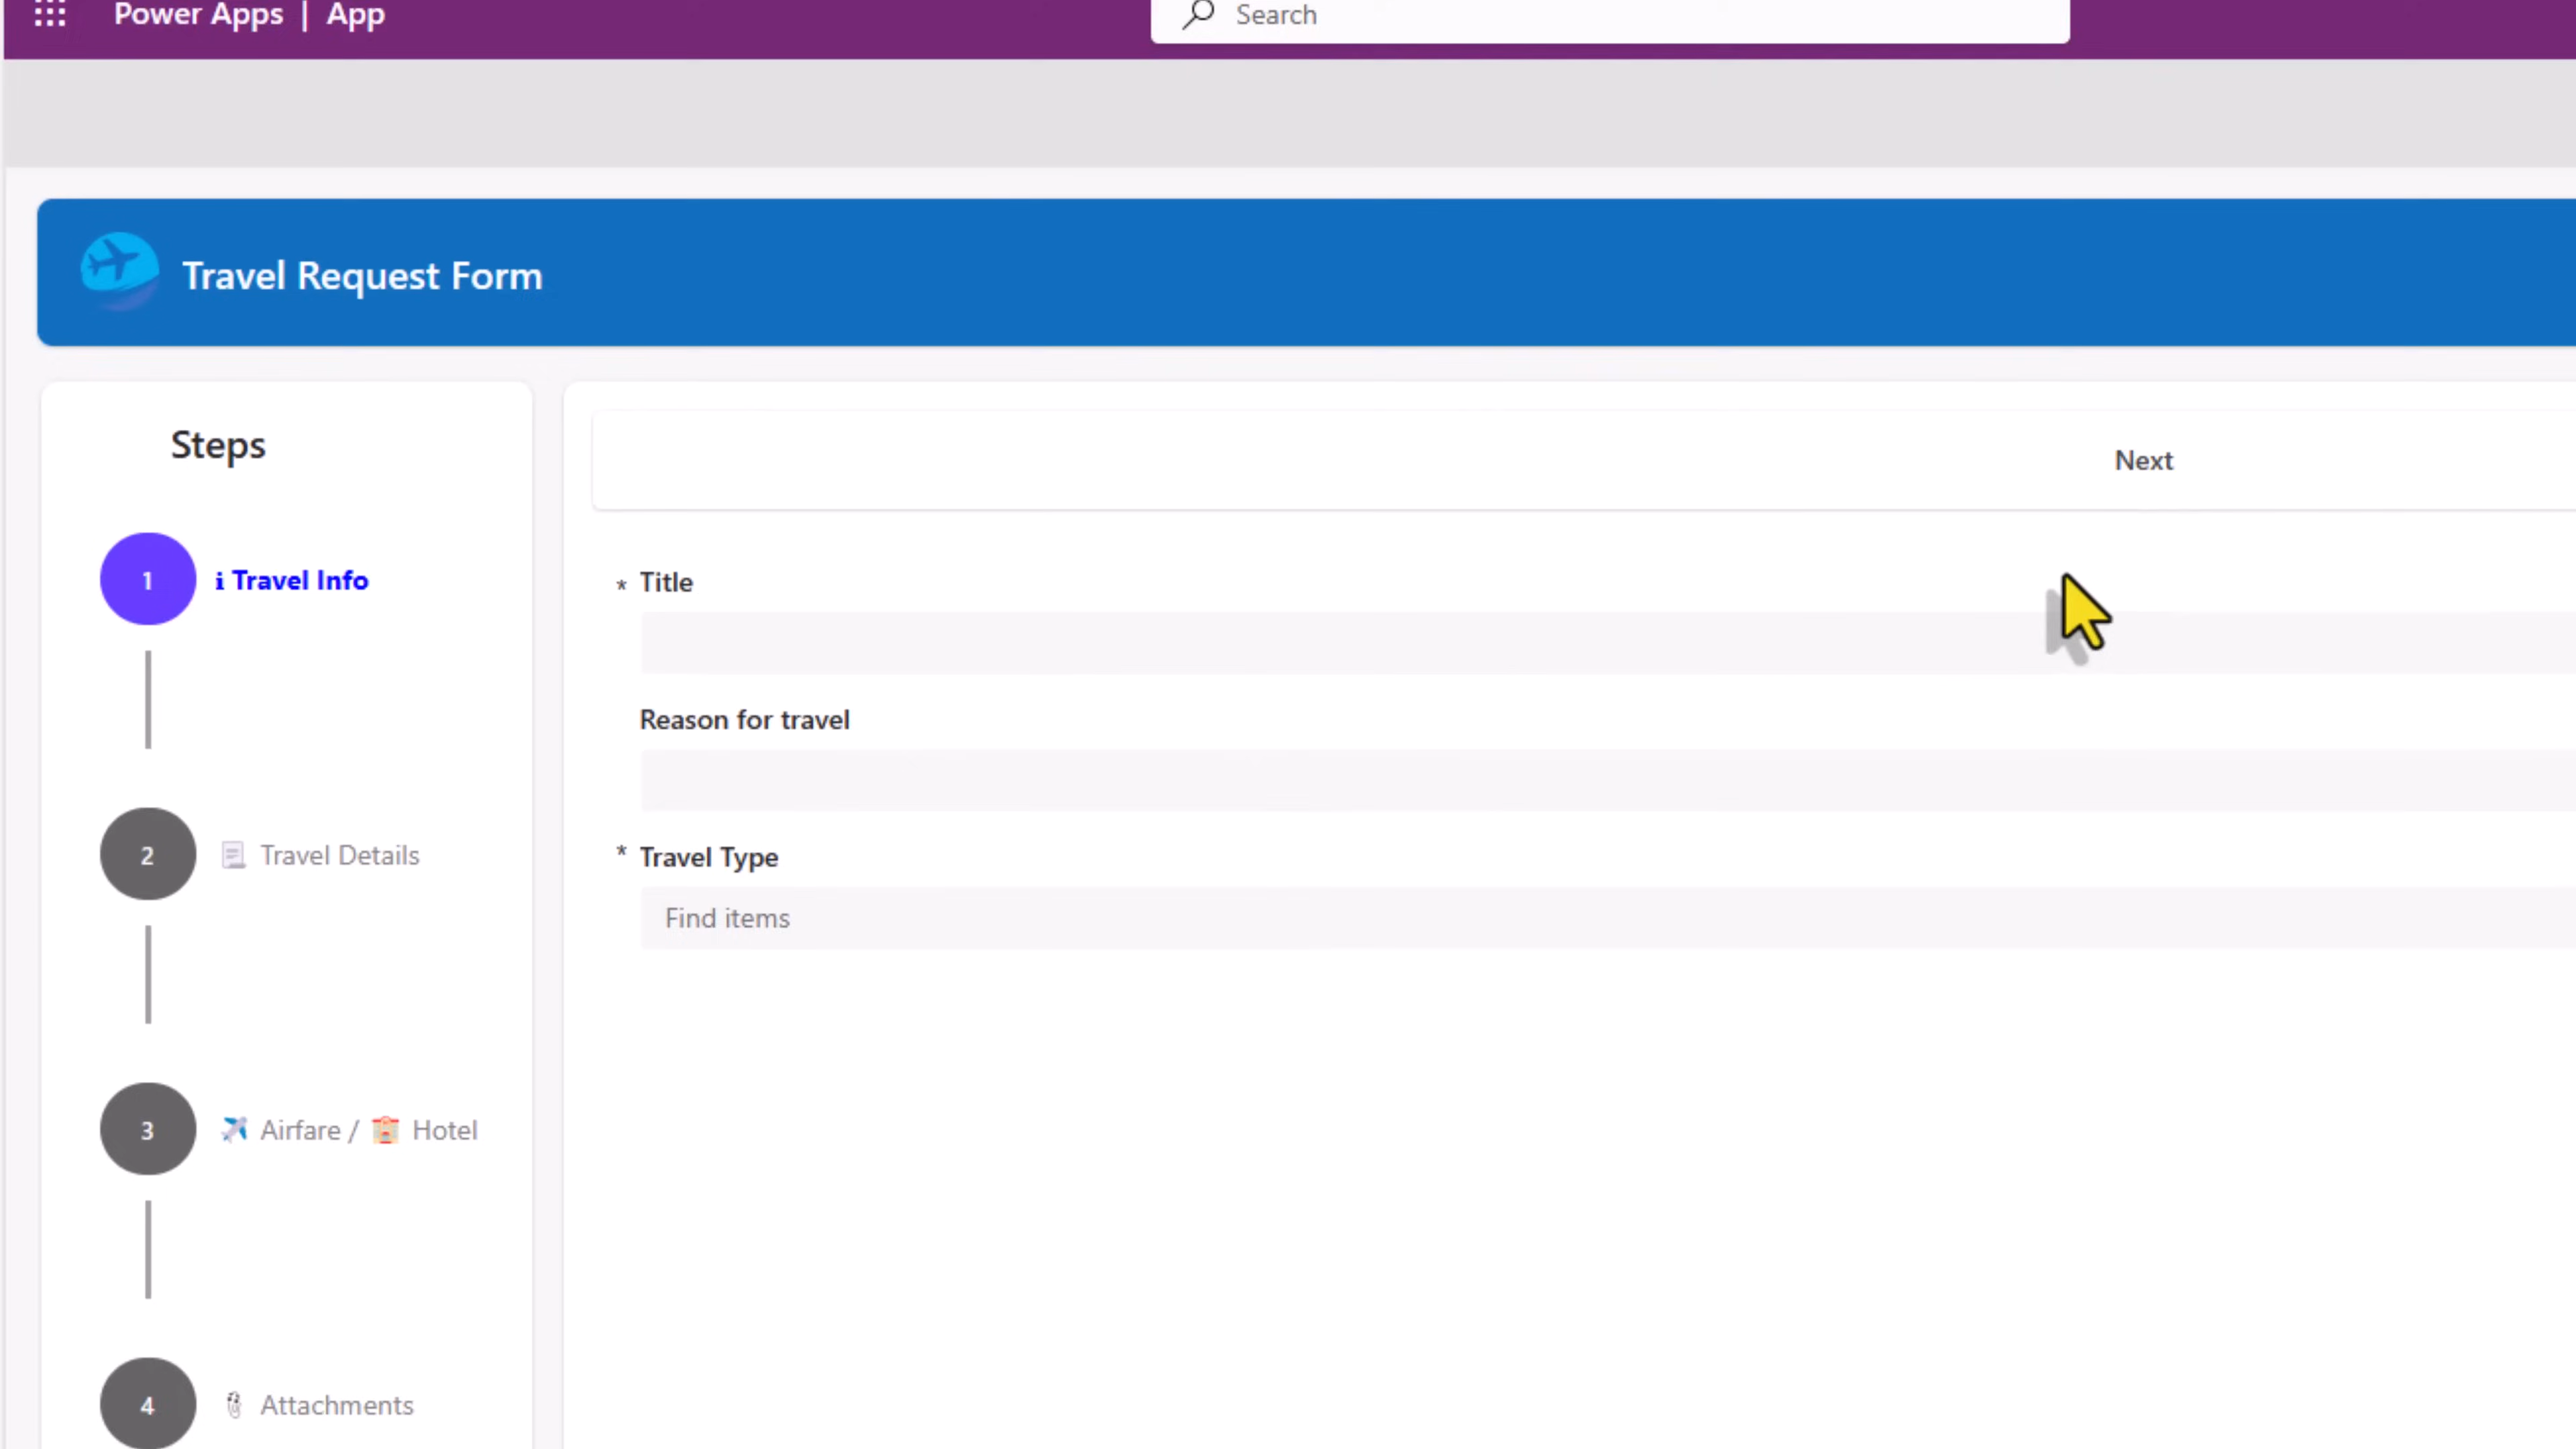 Power Apps | App
Search
Travel Request Form
Steps
Next
1
i Travel Info
* Title
Reason for travel
2
Travel Details
* Travel Type
Find items
3
Airfare / Hotel
4
Attachments